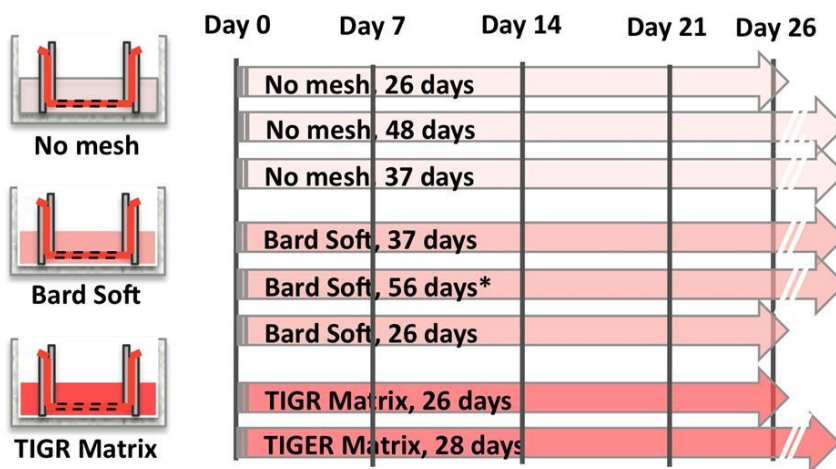 Day 0 Day 7 Day 14 Day 21 Day 26
No mesh, 26 days
No mesh, 48 days
No mesh
No mesh, 37 days
Bard Soft, 37 days
Bard Soft, 56 days*
Bard Soft
Bard Soft, 26 days
TIGR Matrix, 26 days
TIGR Matrix
TIGER Matrix, 28 days